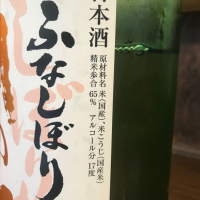 本酒
ふなしぼり
原材料名 米(国産)、米こうじ(国産米)
精米歩合 65% アルコール分 17度